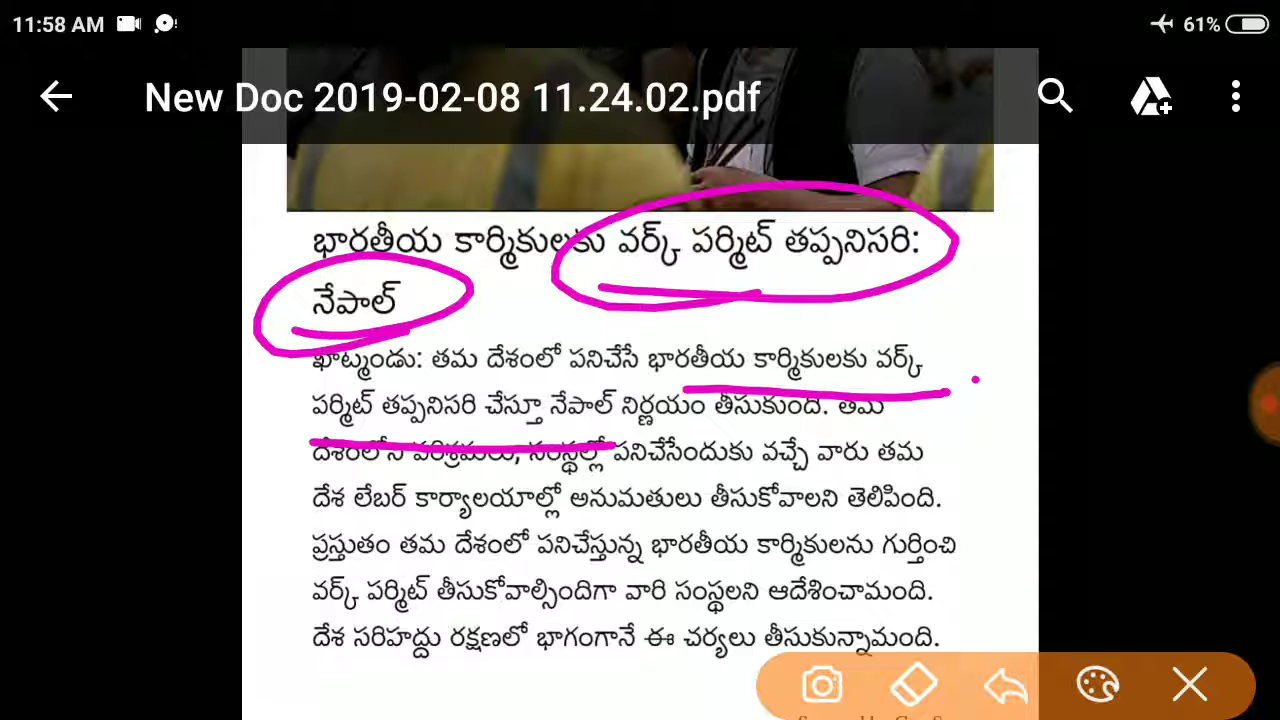 11:58 AM
61%
New Doc 2019-02-08 11.24.02.pdf
భారతీయ కార్మికులకు వర్క్ పర్మిట్ తప్పనిసరి:
నేపాల్
ఖాట్మండు: తమ దేశంలో పనిచేసే భారతీయ కార్మికులకు వర్క్
పర్మిట్ తప్పనిసరి చేస్తూ నేపాల్ నిర్ణయం తీసుకుంది. తమ
దేశంలోని పరిశ్రమలు, సంస్థల్లో పనిచేసేందుకు వచ్చే వారు తమ
దేశ లేబర్ కార్యాలయాల్లో అనుమతులు తీసుకోవాలని తెలిపింది.
ప్రస్తుతం తమ దేశంలో పనిచేస్తున్న భారతీయ కార్మికులను గుర్తించి
వర్క్ పర్మిట్ తీసుకోవాల్సిందిగా వారి సంస్థలని ఆదేశించామంది.
దేశ సరిహద్దు రక్షణలో భాగంగానే ఈ చర్యలు తీసుకున్నామంది.